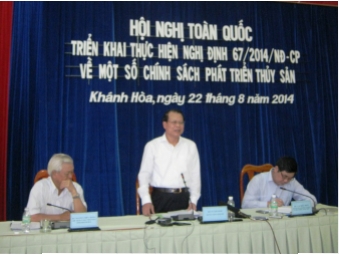 HỘI NGHỊ TOÀN QUỐC
TRIỂN KHAI THỰC HIỆN NGHỊ ĐỊNH 67/2014/NĐ-CP
VỀ MỘT SỐ CHÍNH SÁCH PHÁT TRIỂN THỦY SẢN
Khánh Hòa, ngày 22 tháng 8 năm 2014